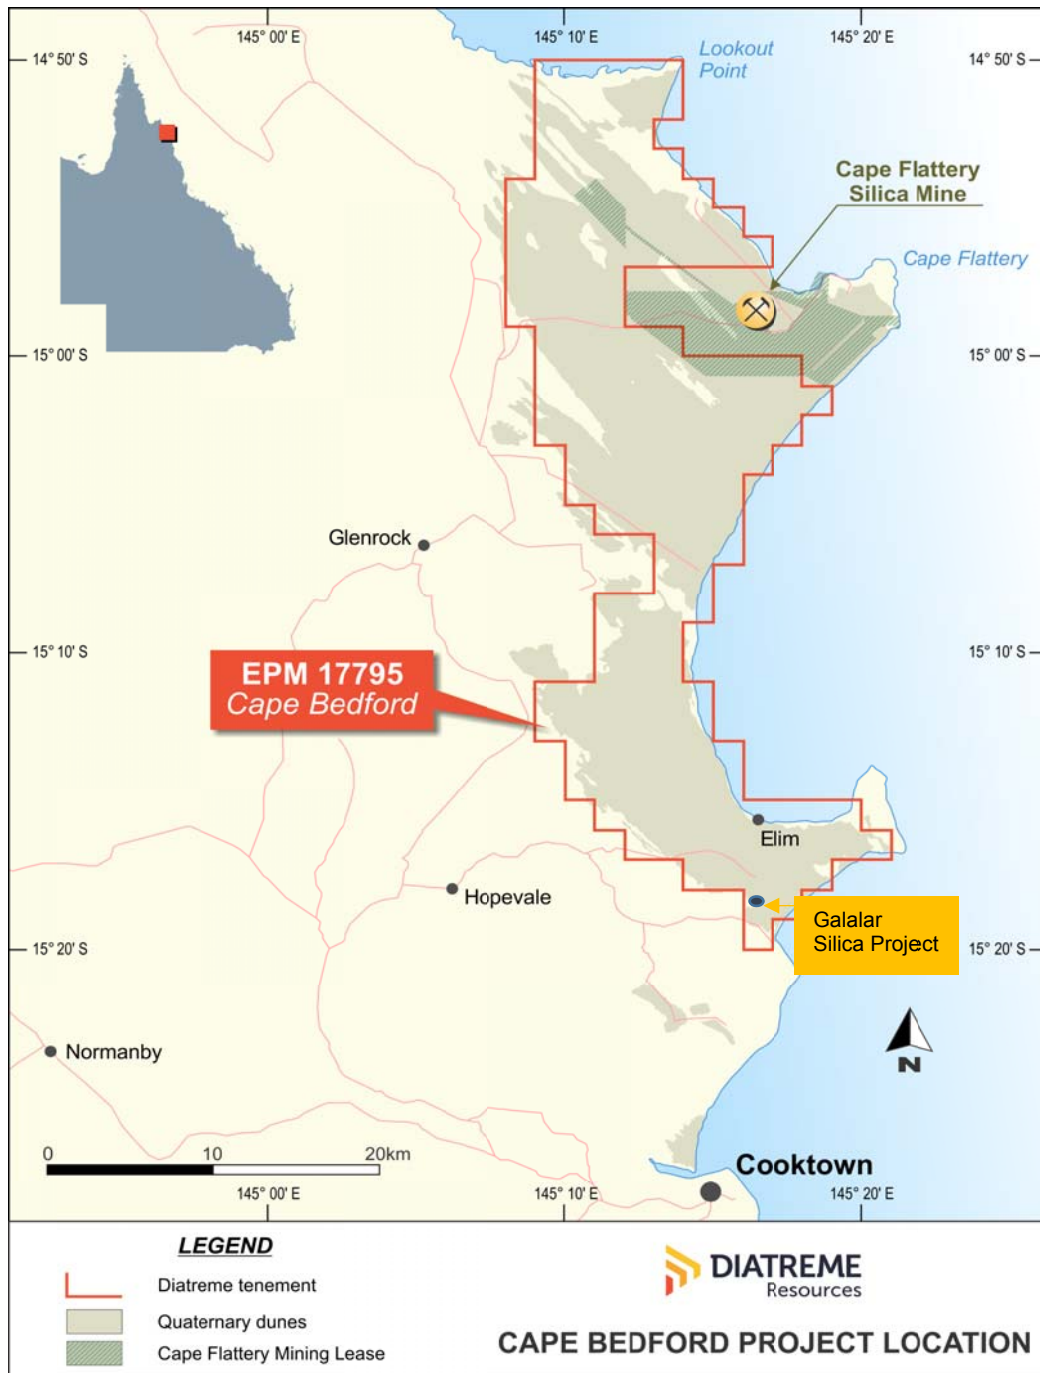 145° 00' E
145° 10' E
145° 20' E
14° 50' S
14° 50' S
Lookout
Point
Cape Flattery
Silica Mine
Cape Flattery
15° 00' S
15° 00' S
Glenrock
15° 10' S
15° 10' S
EPM 17795
Cape Bedford
Elim
Hopevale
Galalar
Silica Project
15° 20' S
15° 20' S
N
Normanby
0
10
20km
Cooktown
145° 00' E
145° 10' E
145° 20' E
LEGEND
Diatreme tenement
Quaternary dunes
Cape Flattery Mining Lease
DIATREME
Resources
CAPE BEDFORD PROJECT LOCATION